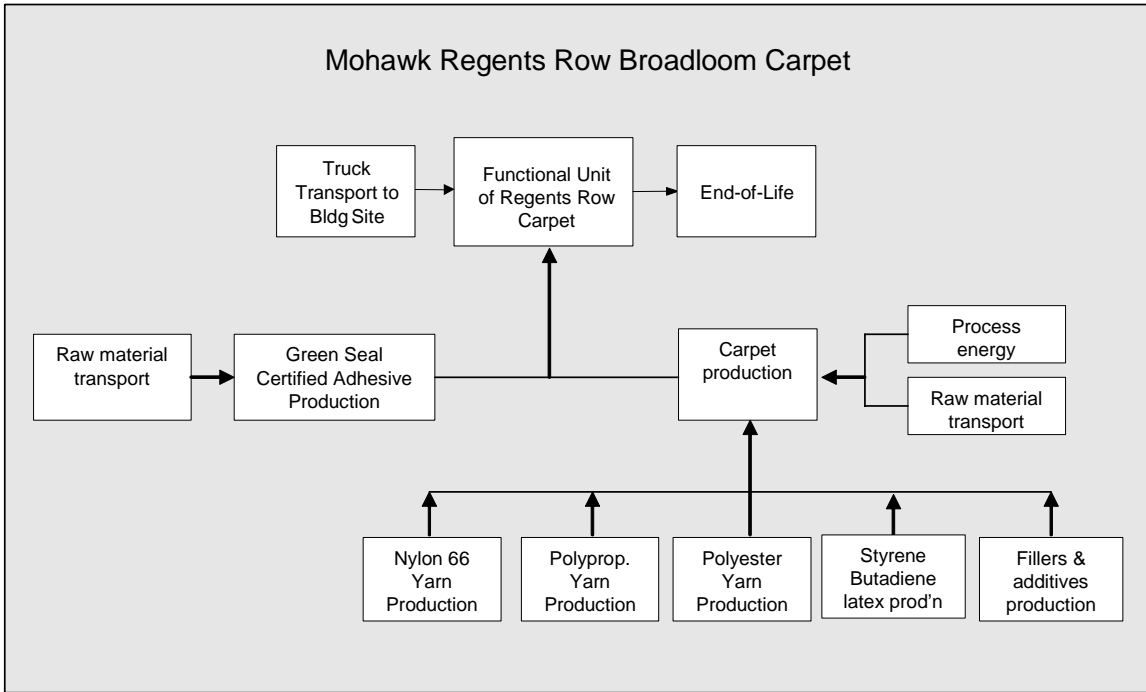 Mohawk Regents Row Broadloom Carpet
Truck
Transport to
Bldg Site
Functional Unit
of Regents Row
Carpet
End-of-Life
Raw material
transport
Green Seal
Certified Adhesive
Production
Carpet
production
Process
energy
Raw material
transport
Nylon 66
Yarn
Production
Polyprop.
Yarn
Production
Polyester
Yarn
Production
Styrene
Butadiene
latex prod’n
Fillers &
additives
production